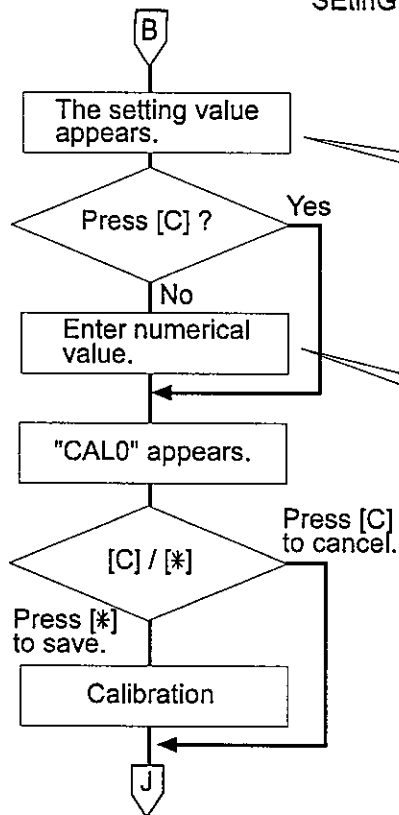 SEtinG
B
The setting value
appears.
Press [C] ?
Yes
No
Enter numerical
value.
"CAL0" appears.
Press [C]
to cancel.
[C] / [*]
Press [*]
to save.
Calibration
J